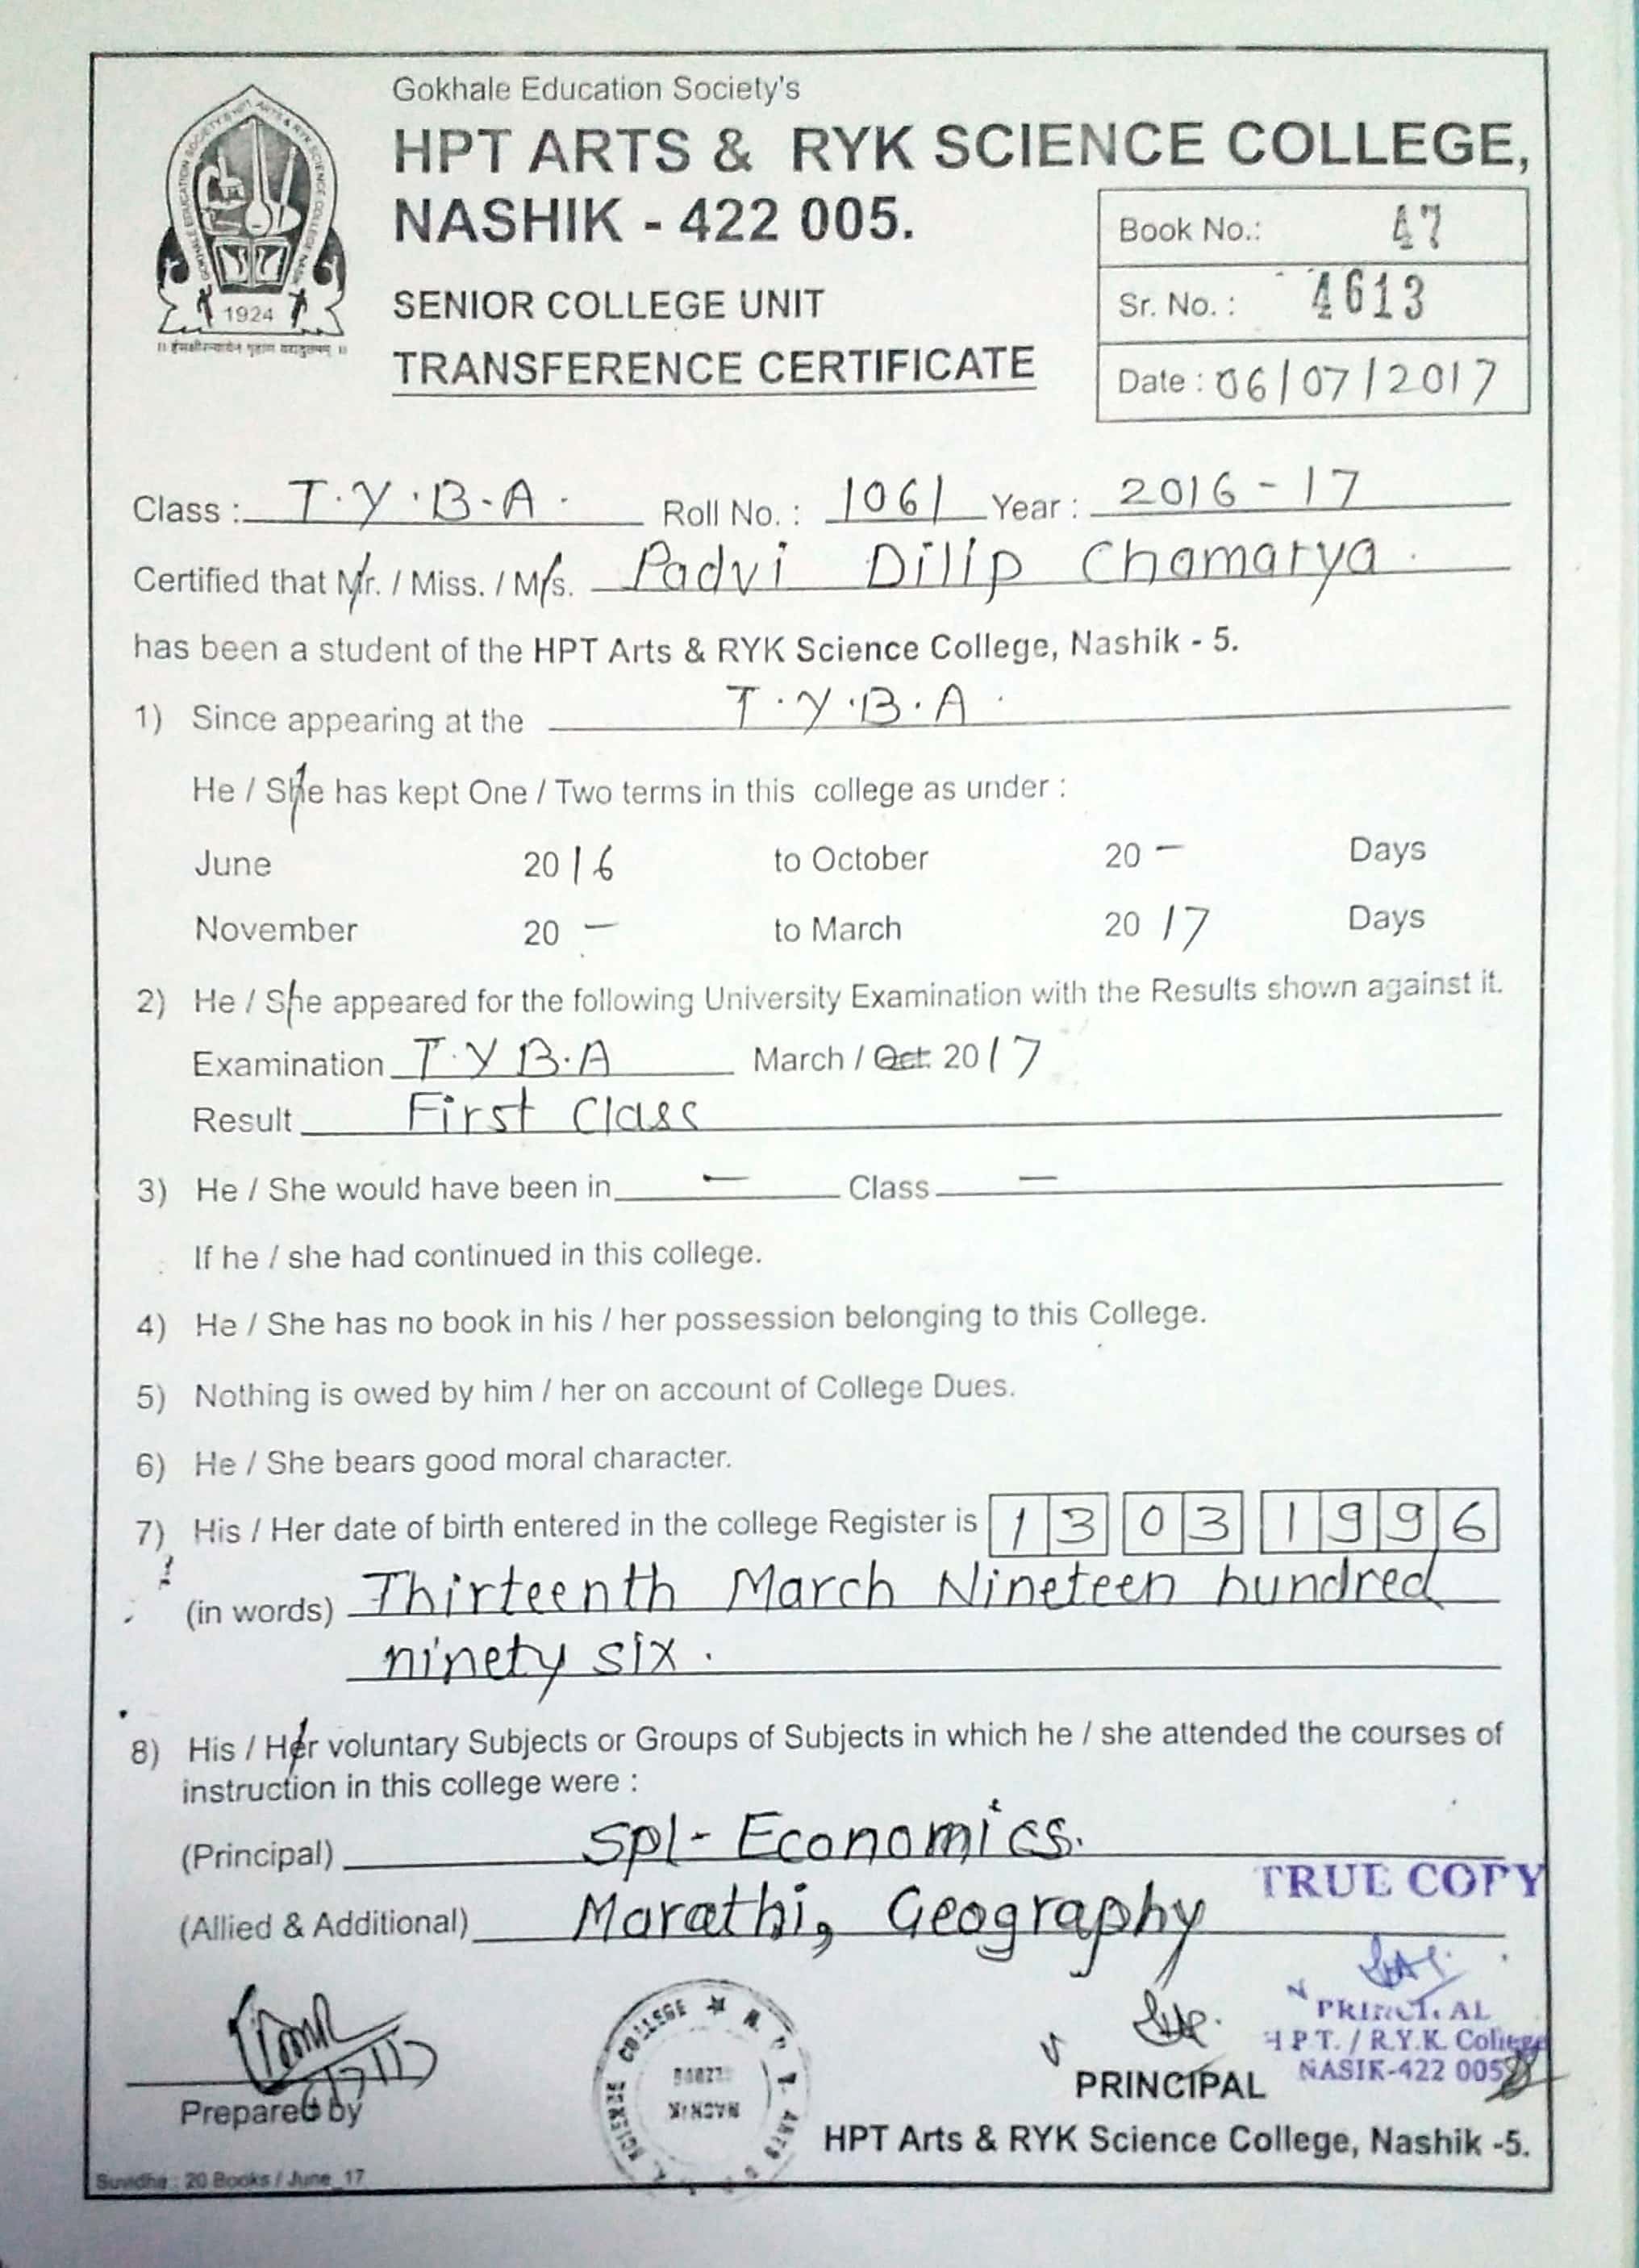 Gokhale Education Society's
HPT ARTS & RYK SCIENCE COLLEGE,
NASHIK - 422 005.
SENIOR COLLEGE UNIT
TRANSFERENCE CERTIFICATE
1924
Book No.: 47
Sr. No. : 4613
Date : 06/07/2017
Class : T.Y.B.A. Roll No. : 1061 Year : 2016-17
Certified that Mr. / Miss. / M/s. Padvi Dilip Chamarya.
has been a student of the HPT Arts & RYK Science College, Nashik - 5.
1) Since appearing at the T.Y.B.A.
He / She has kept One / Two terms in this college as under :
June 2016 to October 20 – Days
November 20 – to March 20 17 Days
2) He / She appeared for the following University Examination with the Results shown against it.
Examination T.Y B.A March / Oct. 2017
Result First Class
3) He / She would have been in – Class –
If he / she had continued in this college.
4) He / She has no book in his / her possession belonging to this College.
5) Nothing is owed by him / her on account of College Dues.
6) He / She bears good moral character.
7) His / Her date of birth entered in the college Register is 13 03 1996
(in words) Thirteenth March Nineteen hundred
ninety six.
8) His / Her voluntary Subjects or Groups of Subjects in which he / she attended the courses of
instruction in this college were :
(Principal) Spl- Economics.
TRUE COPY
(Allied & Additional) Marathi, Geography
PRINCIPAL
H P.T. / R.Y.K. College
NASIK-422 005
PRINCIPAL
Prepared by
HPT Arts & RYK Science College, Nashik -5.
Suvidha : 20 Books / June_17